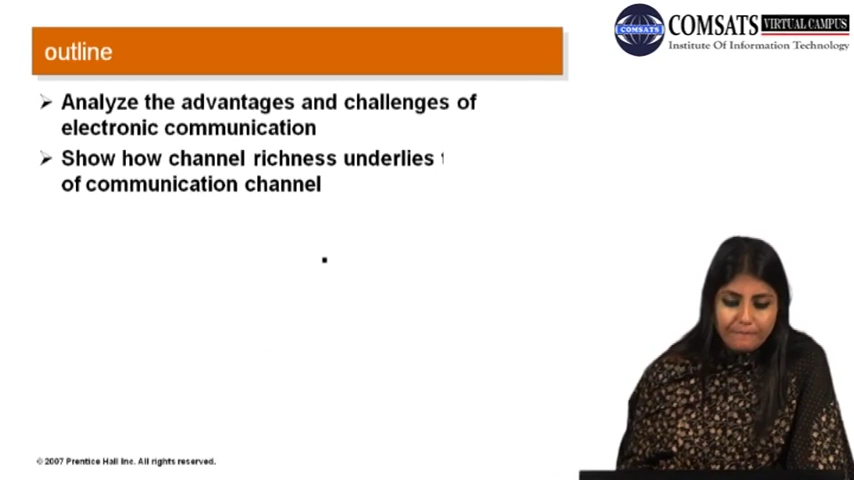 COMSATS VIRTUAL CAMPUS
COMSATS
Institute Of Information Technology
outline
Analyze the advantages and challenges of
electronic communication
Show how channel richness underlies
of communication channel
© 2007 Prentice Hall Inc. All rights reserved.